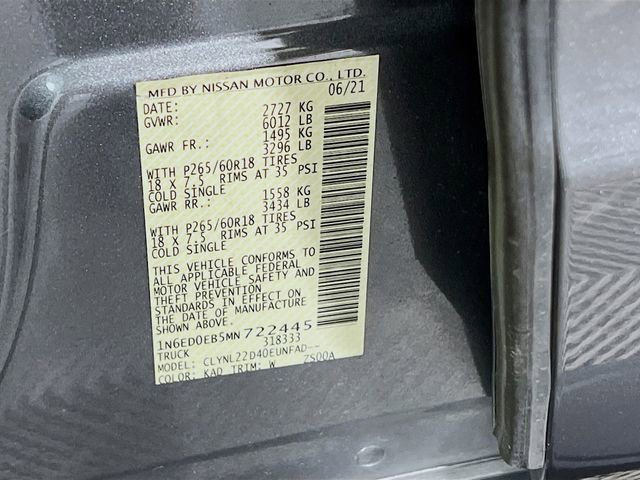 MFD BY NISSAN MOTOR CO., LTD.
DATE: 06/21
GVWR: 2727 KG
6012 LB
GAWR FR.: 1495 KG
3296 LB
WITH P265/60R18 TIRES
18 X 7.5 RIMS AT 35 PSI
COLD SINGLE
GAWR RR.: 1558 KG
3434 LB
WITH P265/60R18 TIRES
18 X 7.5 RIMS AT 35 PSI
COLD SINGLE
THIS VEHICLE CONFORMS TO
ALL APPLICABLE FEDERAL
MOTOR VEHICLE SAFETY AND
THEFT PREVENTION
STANDARDS IN EFFECT ON
THE DATE OF MANUFACTURE
SHOWN ABOVE.
1N6ED0EB5MN722445
TRUCK 318333
MODEL: CLYNL22D40EUNFAD--
COLOR: KAD TRIM: W ZS00A